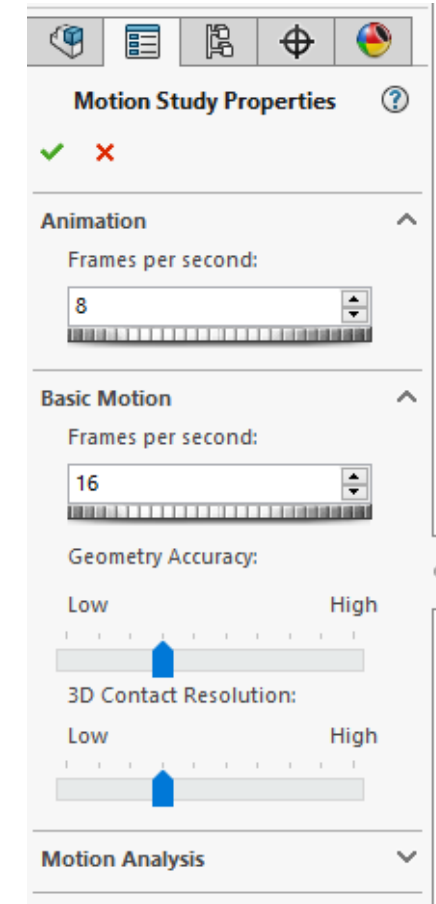 Motion Study Properties
Animation
Frames per second:
8
Basic Motion
Frames per second:
16
Geometry Accuracy:
Low High
3D Contact Resolution:
Low High
Motion Analysis